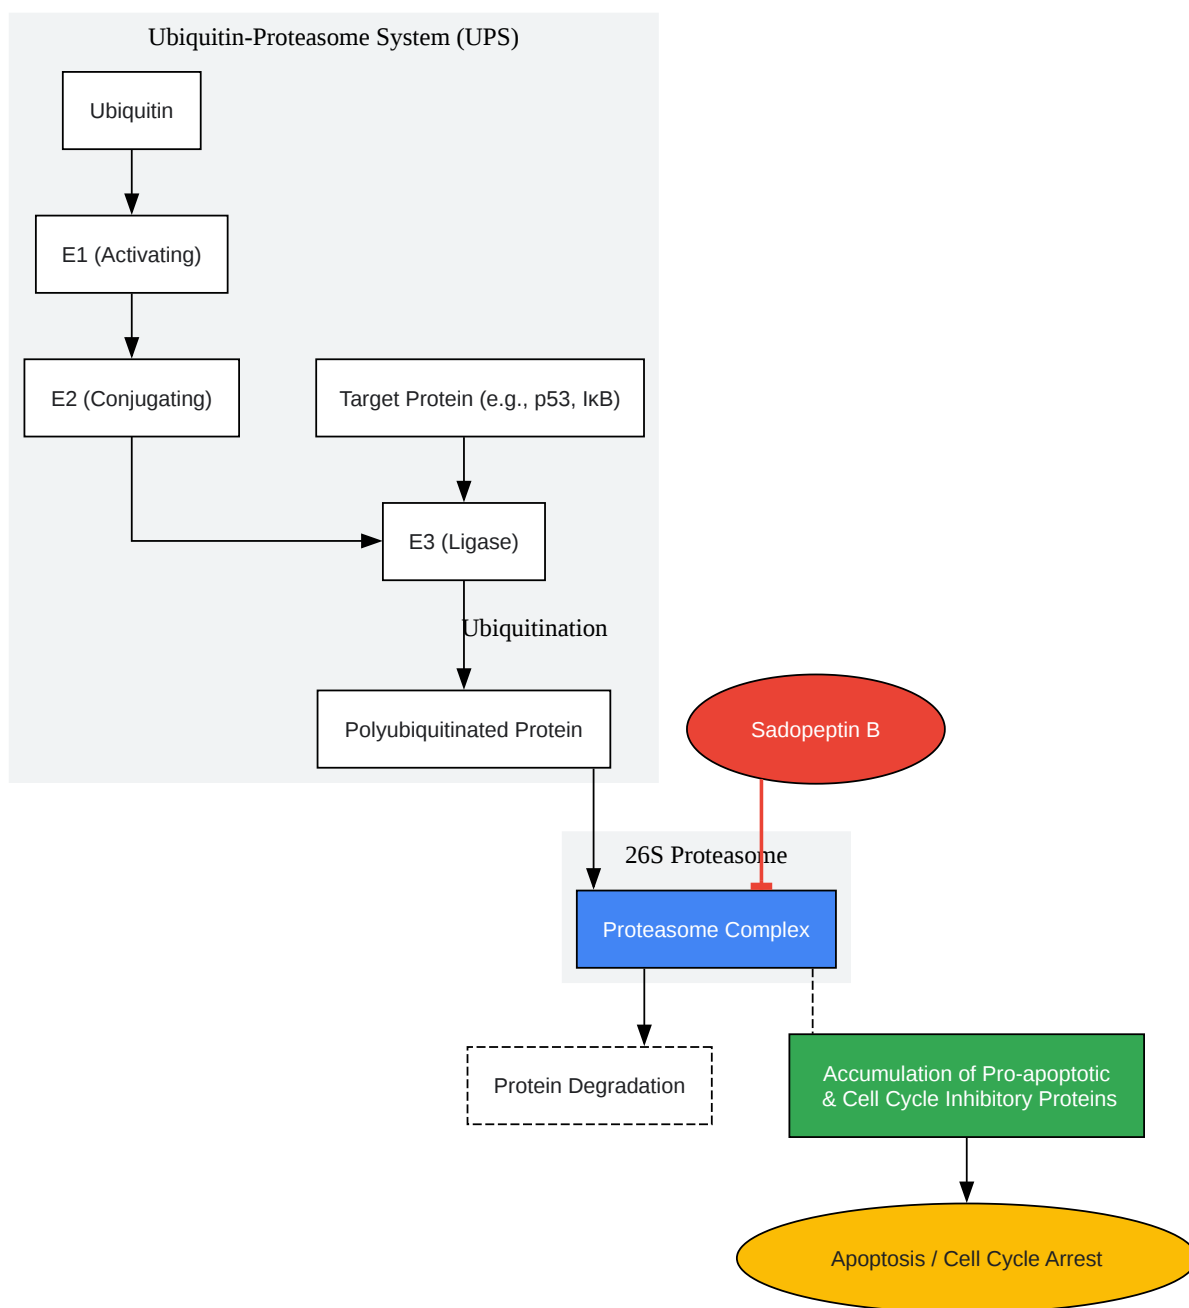 Ubiquitin-Proteasome System (UPS)
Ubiquitin
E1 (Activating)
E2 (Conjugating)
Target Protein (e.g., p53, IκB)
E3 (Ligase)
Ubiquitination
Polyubiquitinated Protein
Sadopeptin B
26S Proteasome
Proteasome Complex
Protein Degradation
Accumulation of Pro-apoptotic
& Cell Cycle Inhibitory Proteins
Apoptosis / Cell Cycle Arrest